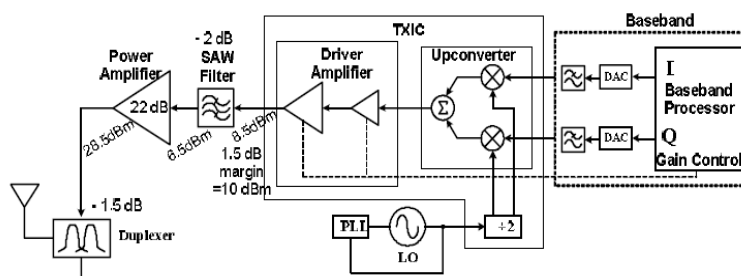 TXIC
Baseband
Power
Amplifier
- 2 dB
SAW
Filter
Driver
Amplifier
Upconverter
22 dB
28.5dBm
6.5dBm
8.5dBm
1.5 dB
margin
=10 dBm
Σ
DAC
DAC
I
Baseband
Processor
Q
Gain Control
- 1.5 dB
Duplexer
PLL
LO
÷2